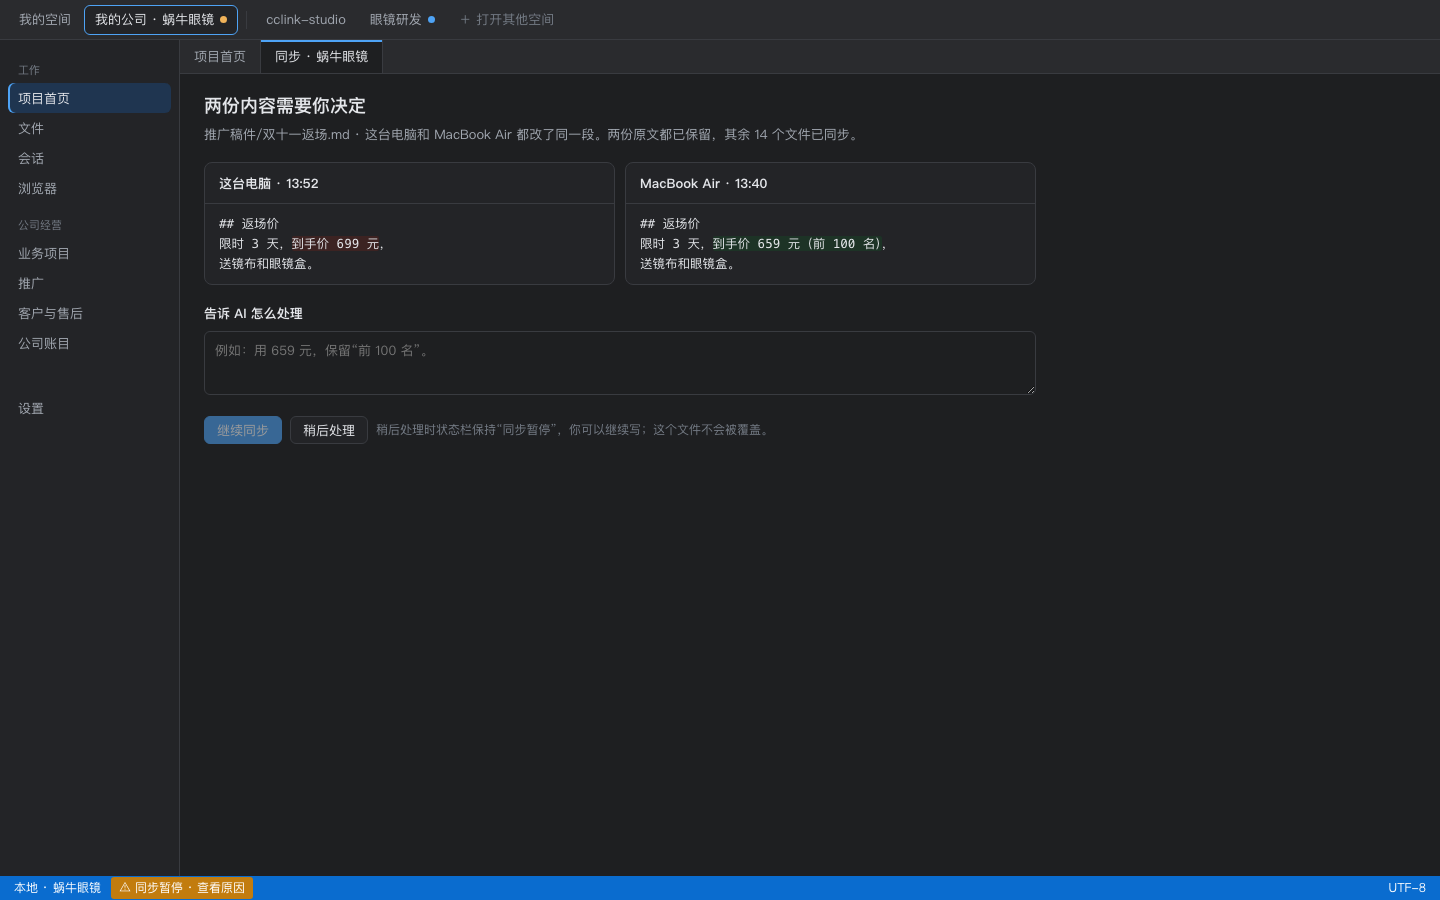 我的空间
我的公司 · 蜗牛眼镜
cclink-studio
眼镜研发
+ 打开其他空间
工作
项目首页
文件
会话
浏览器
公司经营
业务项目
推广
客户与售后
公司账目
设置
项目首页
同步 · 蜗牛眼镜
两份内容需要你决定
推广稿件/双十一返场.md · 这台电脑和 MacBook Air 都改了同一段。两份原文都已保留，其余 14 个文件已同步。
这台电脑 · 13:52
## 返场价
限时 3 天，到手价 699 元，
送镜布和眼镜盒。
MacBook Air · 13:40
## 返场价
限时 3 天，到手价 659 元（前 100 名），
送镜布和眼镜盒。
告诉 AI 怎么处理
例如：用 659 元，保留“前 100 名”。
继续同步
稍后处理
稍后处理时状态栏保持“同步暂停”，你可以继续写；这个文件不会被覆盖。
本地 · 蜗牛眼镜
⚠ 同步暂停 · 查看原因
UTF-8